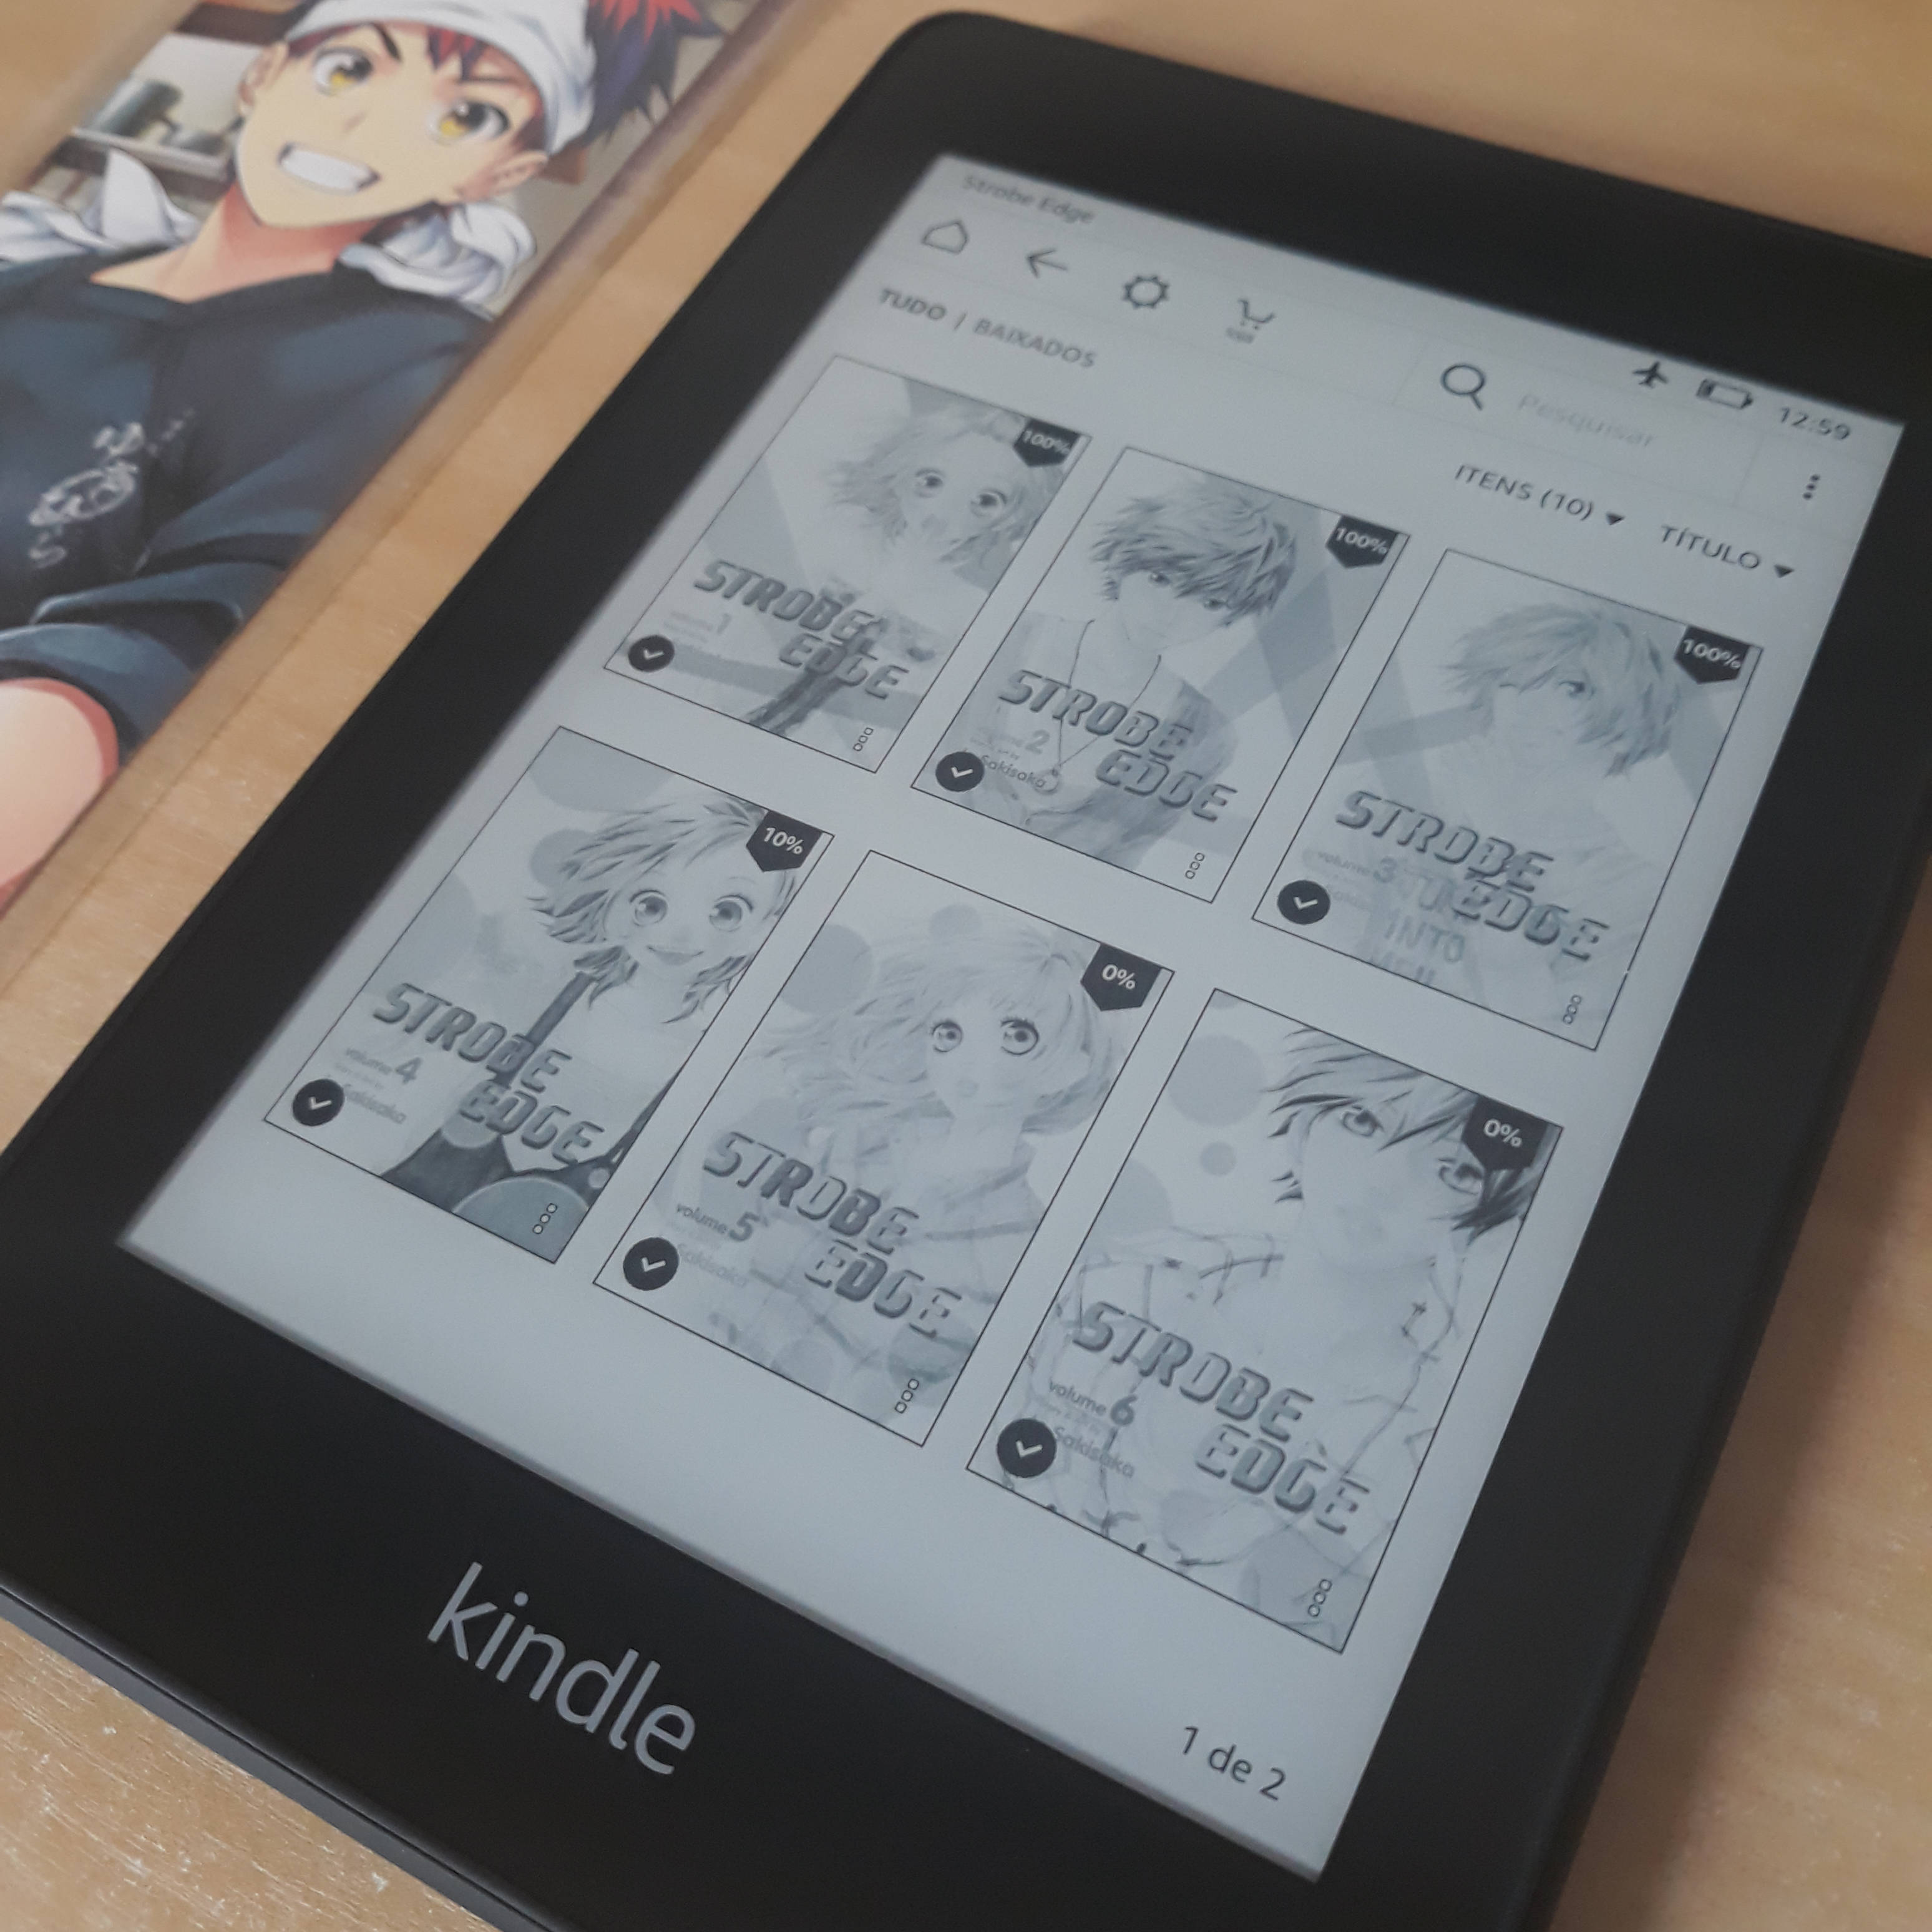 Strobe Edge
12:59
Pesquisar
TUDO | BAIXADOS
ITENS (10)
TÍTULO
100%
STROBE
EDGE
volume 1
100%
STROBE
EDGE
2
Sakisaka
100%
STROBE
EDGE
volume 3
INTO
10%
STROBE
EDGE
volume 4
Sakisaka
0%
STROBE
EDGE
volume 5
Sakisaka
0%
STROBE
EDGE
volume 6
Sakisaka
1 de 2
kindle